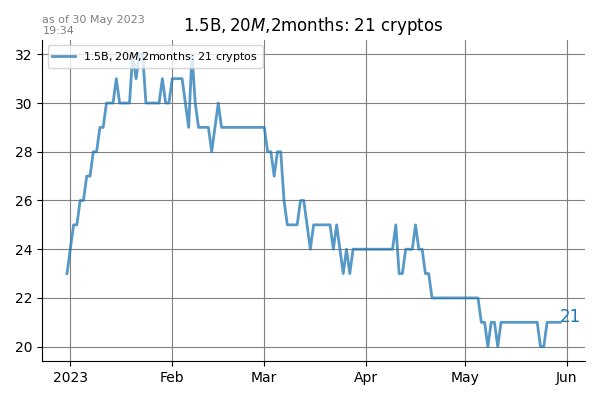 as of 30 May 2023
19:34
1.5B, 20M,2months: 21 cryptos
1.5B, 20M,2months: 21 cryptos
32
30
28
26
24
22
20
21
2023 Feb Mar Apr May Jun